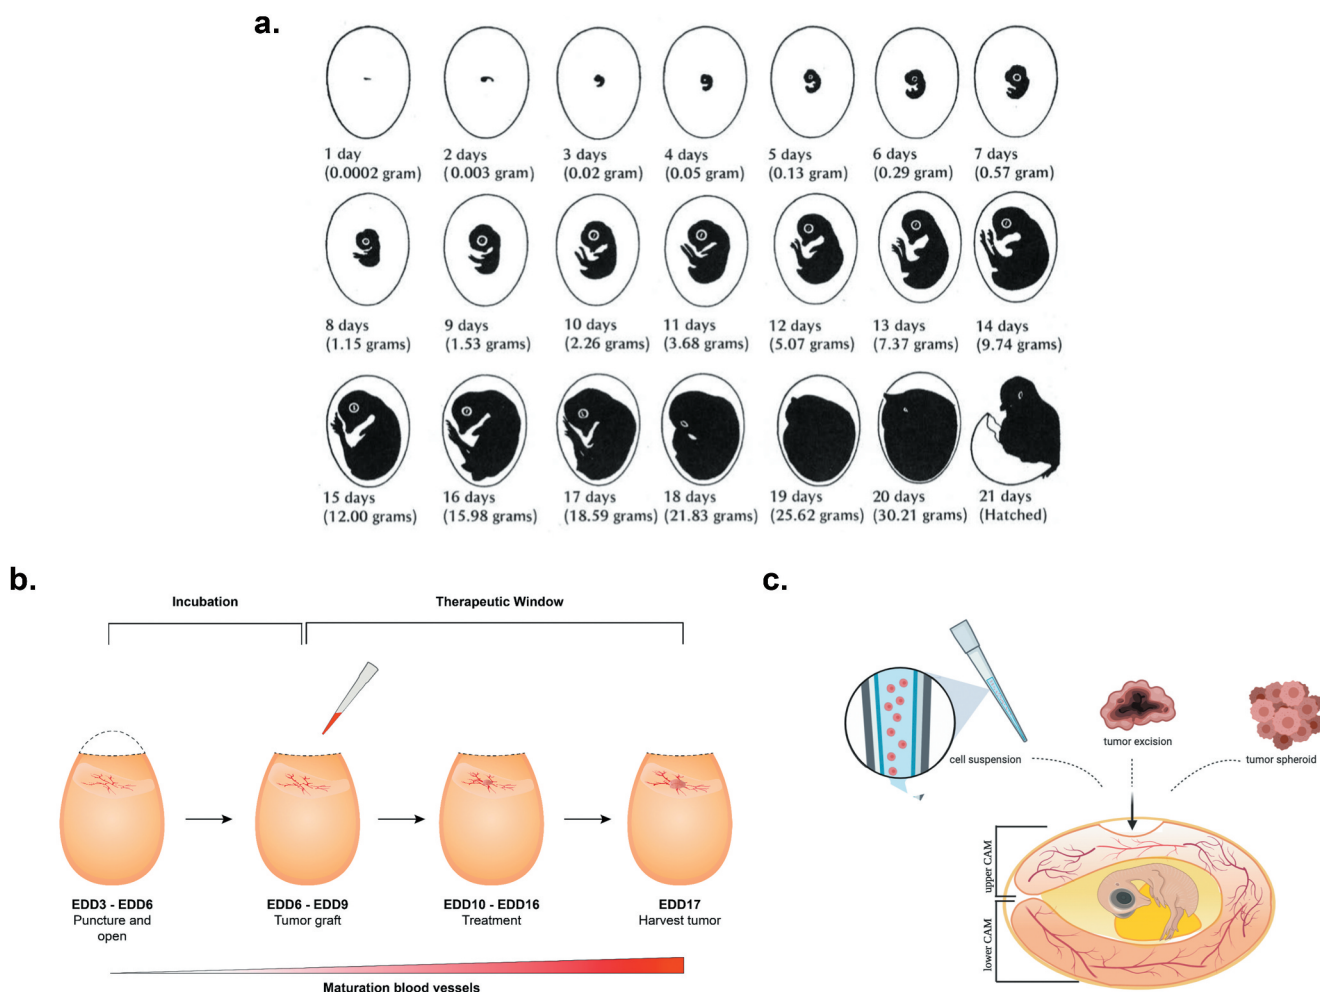 a.
1 day
(0.0002 gram)
2 days
(0.003 gram)
3 days
(0.02 gram)
4 days
(0.05 gram)
5 days
(0.13 gram)
6 days
(0.29 gram)
7 days
(0.57 gram)
8 days
(1.15 grams)
9 days
(1.53 grams)
10 days
(2.26 grams)
11 days
(3.68 grams)
12 days
(5.07 grams)
13 days
(7.37 grams)
14 days
(9.74 grams)
15 days
(12.00 grams)
16 days
(15.98 grams)
17 days
(18.59 grams)
18 days
(21.83 grams)
19 days
(25.62 grams)
20 days
(30.21 grams)
21 days
(Hatched)
b.
Incubation
Therapeutic Window
EDD3 - EDD6
Puncture and
open
EDD6 - EDD9
Tumor graft
EDD10 - EDD16
Treatment
EDD17
Harvest tumor
Maturation blood vessels
c.
cell suspension
tumor excision
tumor spheroid
upper CAM
lower CAM